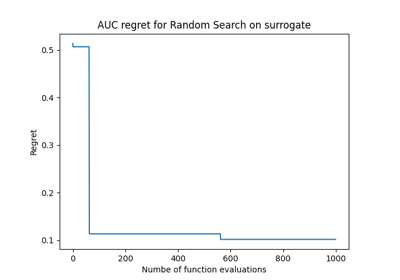 AUC regret for Random Search on surrogate
0.5
0.4
0.3
0.2
0.1
Regret
0 200 400 600 800 1000
Numbe of function evaluations